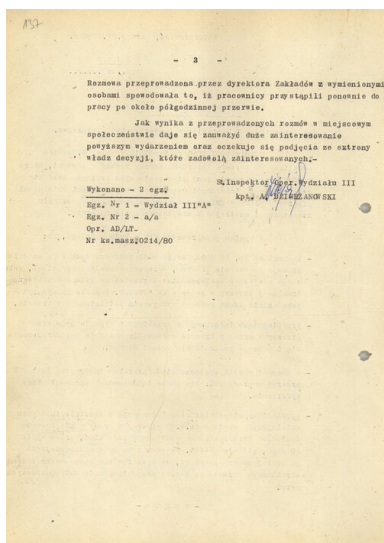 137
- 3 -
Rozmowa przeprowadzona przez dyrektora Zakładów z wymienionymi
osobami spowodowała to, iż pracownicy przystąpili ponownie do
pracy po około półgodzinnej przerwie.
Jak wynika z przeprowadzonych rozmów w miejscowym
społeczeństwie daje się zauważyć duże zainteresowanie
powyższym wydarzeniem oraz oczekuje się podjęcia ze strony
władz decyzji, które zadowolą zainteresowanych.-
St.Inspektor Oper.Wydziału III
Wykonano - 2 egz.
kpt. A.
Egz. Nr 1 - Wydział III"A"
Egz. Nr 2 - a/a
Opr. AD/LT-
Nr ks.masz.0214/80